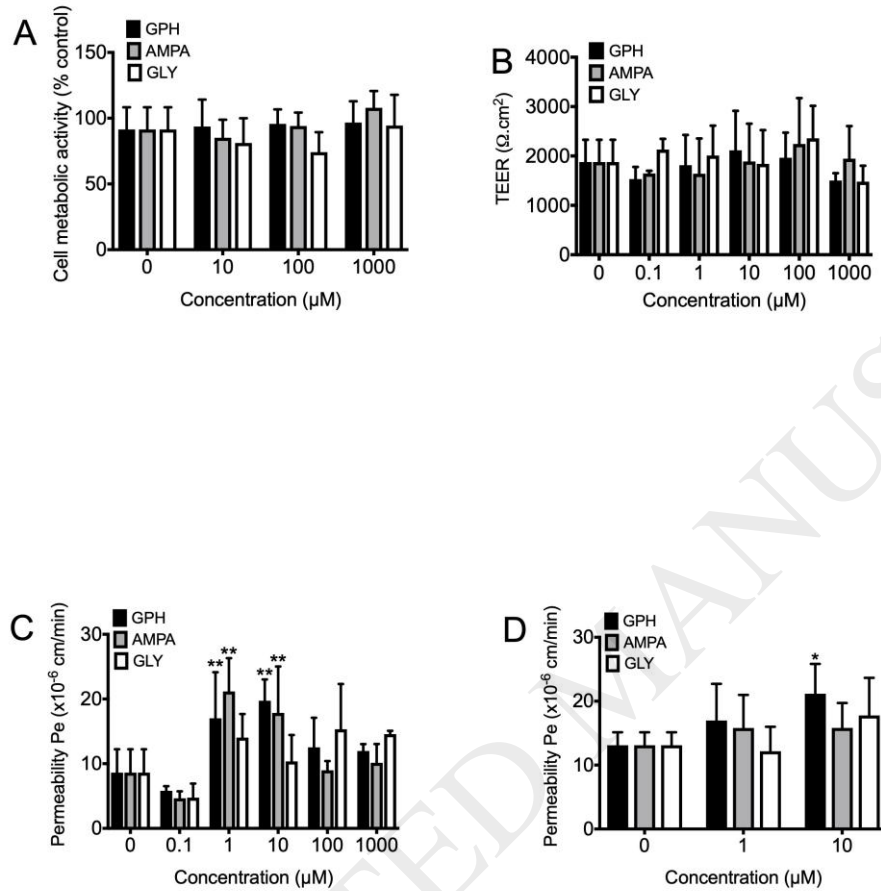 A
GPH
AMPA
GLY
Cell metabolic activity (% control)
150
100
50
0
0 10 100 1000
Concentration (µM)
B
GPH
AMPA
GLY
TEER (Ω.cm²)
4000
3000
2000
1000
0
0 0.1 1 10 100 1000
Concentration (µM)
C
GPH
AMPA
GLY
Permeability Pe (x10⁻⁶ cm/min)
30
20
10
0
** ** ** **
0 0.1 1 10 100 1000
Concentration (µM)
D
GPH
AMPA
GLY
Permeability Pe (x10⁻⁶ cm/min)
30
20
10
0
*
0 1 10
Concentration (µM)
TED MANUS